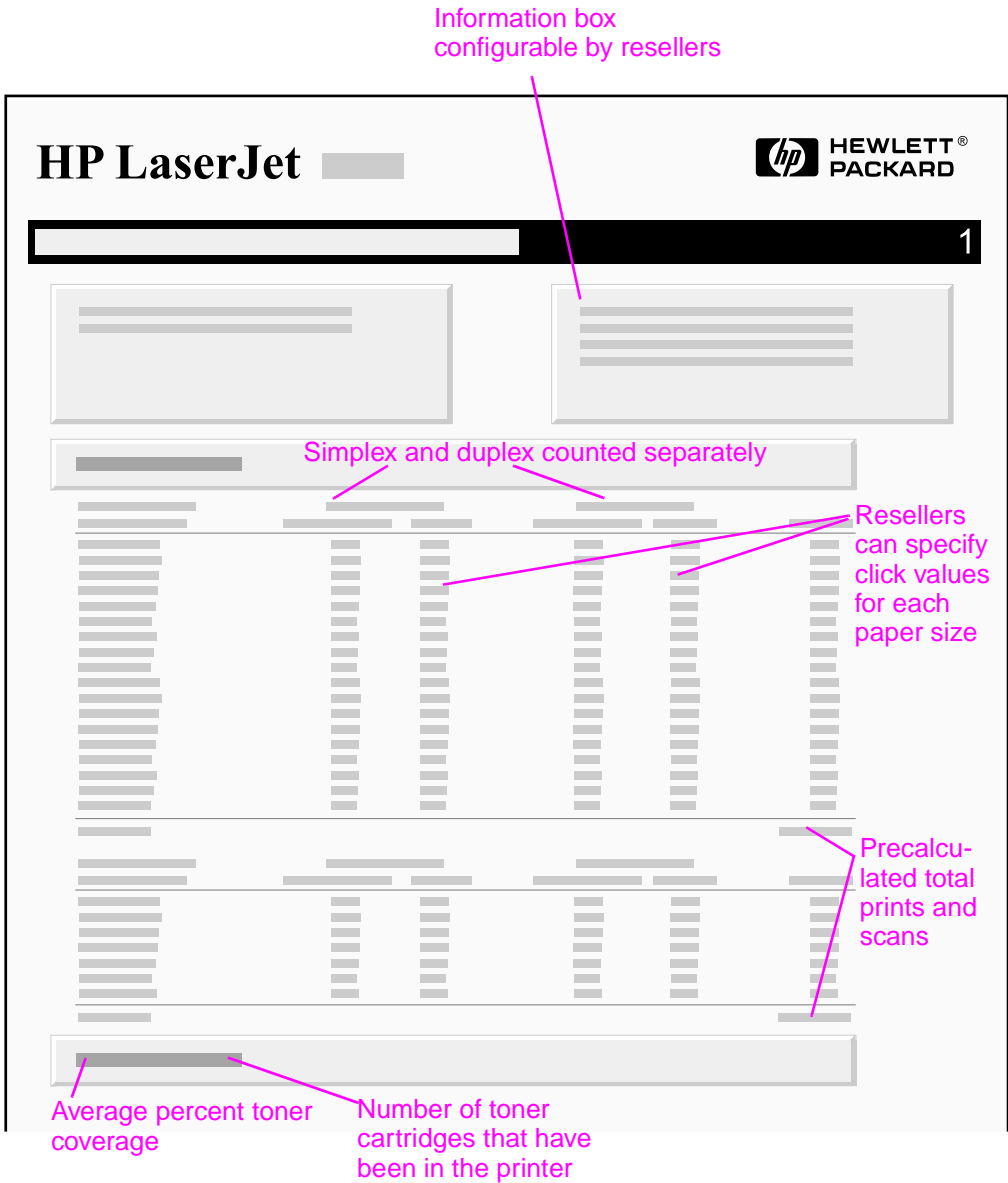 Information box
configurable by resellers
HP LaserJet
hp HEWLETT®
PACKARD
1
Simplex and duplex counted separately
Resellers
can specify
click values
for each
paper size
Precalcu-
lated total
prints and
scans
Average percent toner
coverage
Number of toner
cartridges that have
been in the printer